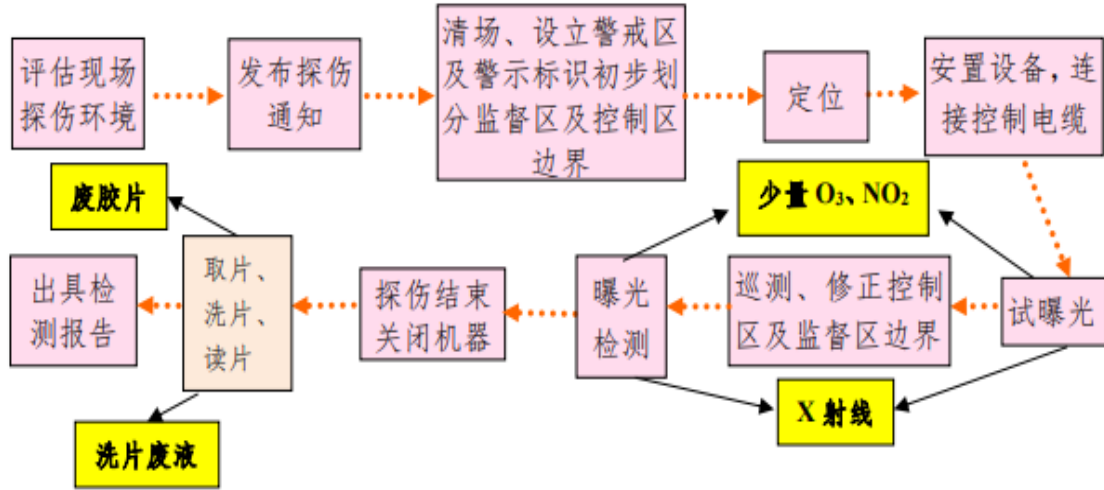 评估现场
探伤环境
发布探伤
通知
清场、设立警戒区
及警示标识初步划
分监督区及控制区
边界
定位
安置设备，连
接控制电缆
废胶片
少量 O₃、NO₂
出具检
测报告
取片、
洗片、
读片
探伤结束
关闭机器
曝光
检测
巡测、修正控制
区及监督区边界
试曝光
X 射线
洗片废液